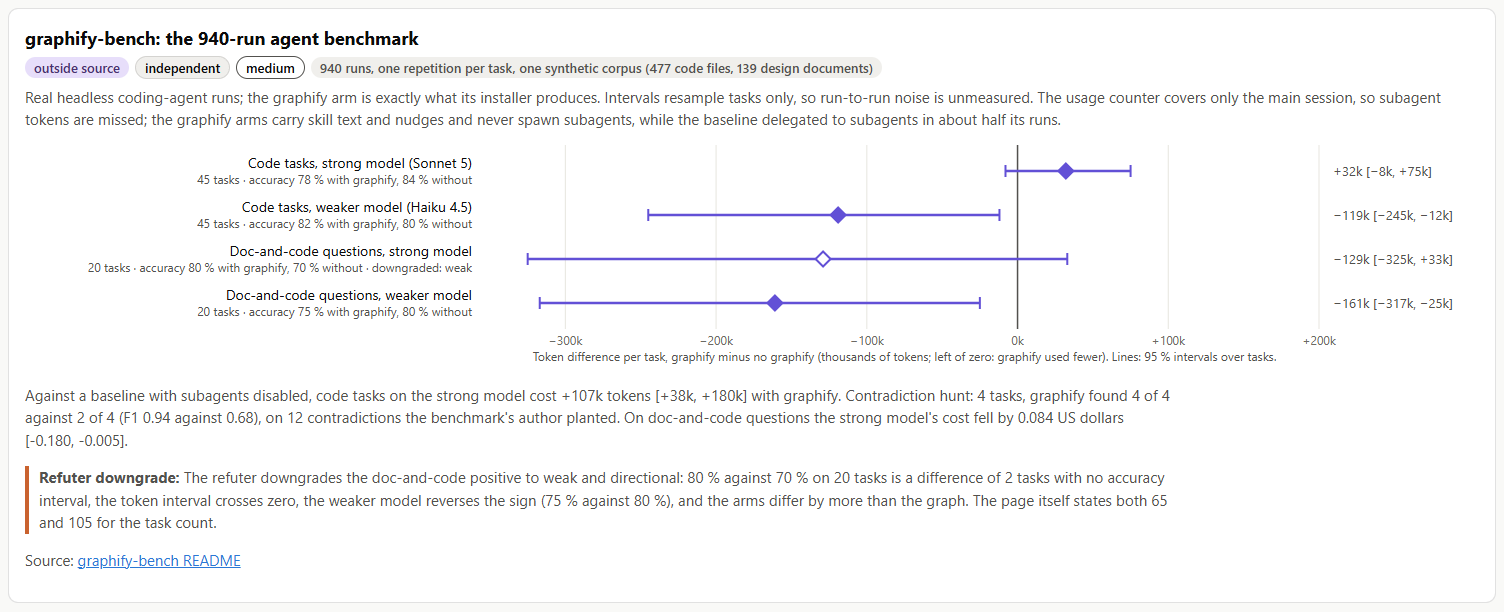 graphify-bench: the 940-run agent benchmark
outside source independent medium 940 runs, one repetition per task, one synthetic corpus (477 code files, 139 design documents)
Real headless coding-agent runs; the graphify arm is exactly what its installer produces. Intervals resample tasks only, so run-to-run noise is unmeasured. The usage counter covers only the main session, so subagent
tokens are missed; the graphify arms carry skill text and nudges and never spawn subagents, while the baseline delegated to subagents in about half its runs.
Code tasks, strong model (Sonnet 5)
45 tasks · accuracy 78 % with graphify, 84 % without
+32k [−8k, +75k]
Code tasks, weaker model (Haiku 4.5)
45 tasks · accuracy 82 % with graphify, 80 % without
−119k [−245k, −12k]
Doc-and-code questions, strong model
20 tasks · accuracy 80 % with graphify, 70 % without · downgraded: weak
−129k [−325k, +33k]
Doc-and-code questions, weaker model
20 tasks · accuracy 75 % with graphify, 80 % without
−161k [−317k, −25k]
−300k −200k −100k 0k +100k +200k
Token difference per task, graphify minus no graphify (thousands of tokens; left of zero: graphify used fewer). Lines: 95 % intervals over tasks.
Against a baseline with subagents disabled, code tasks on the strong model cost +107k tokens [+38k, +180k] with graphify. Contradiction hunt: 4 tasks, graphify found 4 of 4
against 2 of 4 (F1 0.94 against 0.68), on 12 contradictions the benchmark's author planted. On doc-and-code questions the strong model's cost fell by 0.084 US dollars
[-0.180, -0.005].
Refuter downgrade: The refuter downgrades the doc-and-code positive to weak and directional: 80 % against 70 % on 20 tasks is a difference of 2 tasks with no accuracy
interval, the token interval crosses zero, the weaker model reverses the sign (75 % against 80 %), and the arms differ by more than the graph. The page itself states both 65
and 105 for the task count.
Source: graphify-bench README